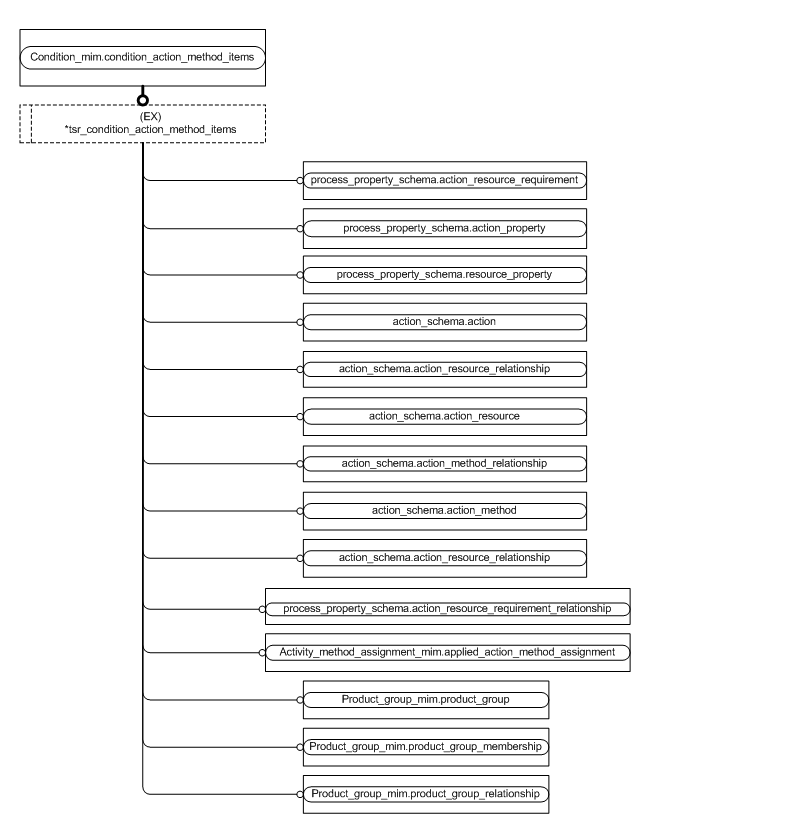 Condition_mim.condition_action_method_items
(EX)
*tsr_condition_action_method_items
process_property_schema.action_resource_requirement
process_property_schema.action_property
process_property_schema.resource_property
action_schema.action
action_schema.action_resource_relationship
action_schema.action_resource
action_schema.action_method_relationship
action_schema.action_method
action_schema.action_resource_relationship
process_property_schema.action_resource_requirement_relationship
Activity_method_assignment_mim.applied_action_method_assignment
Product_group_mim.product_group
Product_group_mim.product_group_membership
Product_group_mim.product_group_relationship